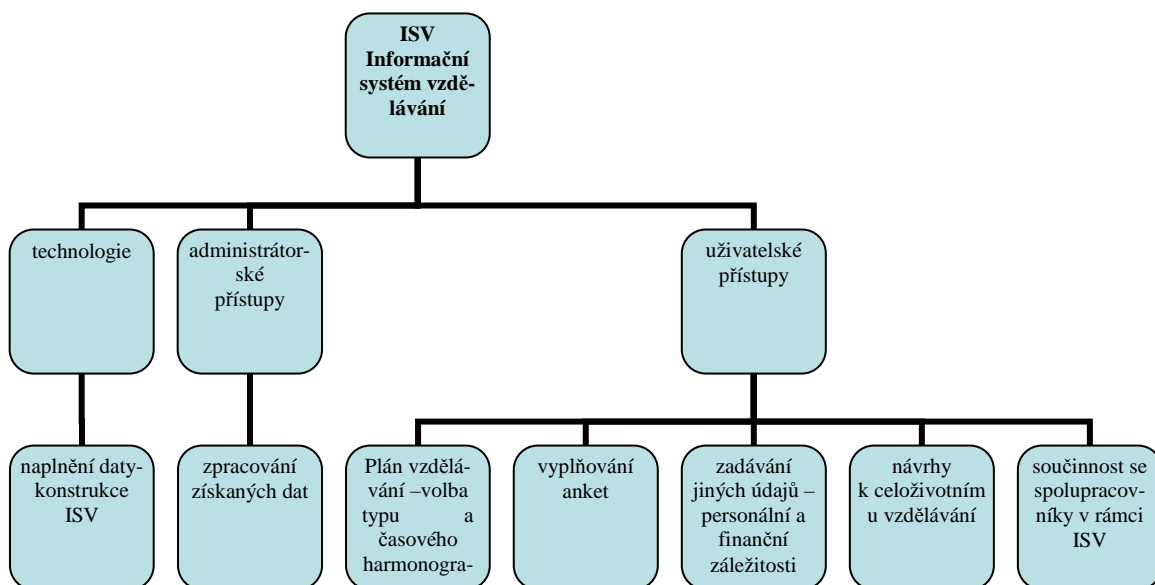 ISV
Informační
systém vzdě-
lávání
technologie
administrátor-
ské
přístupy
uživatelské
přístupy
naplnění daty-
konstrukce
ISV
zpracování
získaných dat
Plán vzdělá-
vání –volba
typu a
časového
harmonogra-
vyplňování
anket
zadávání
jiných údajů –
personální a
finanční
záležitosti
návrhy
k celoživotním
u vzdělávání
součinnost se
spolupracov-
níky v rámci
ISV